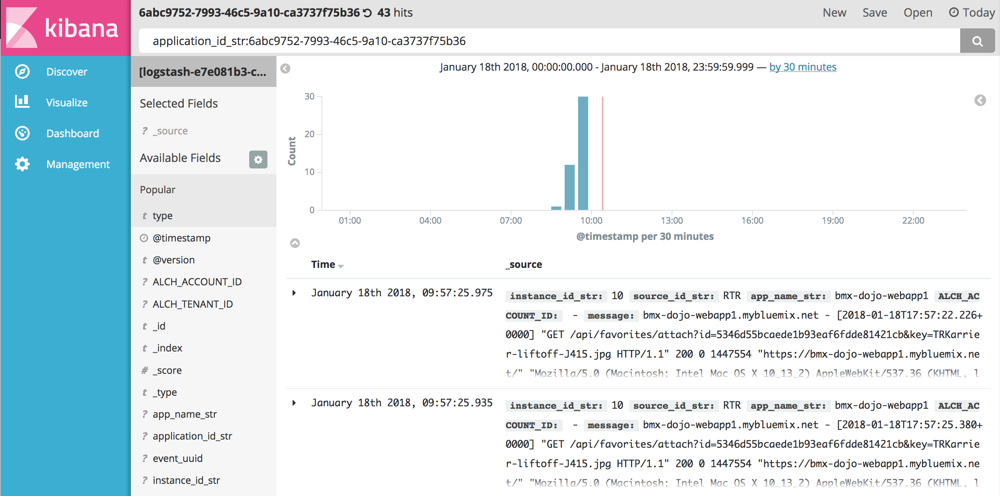 kibana
6abc9752-7993-46c5-9a10-ca3737f75b36 43 hits
New Save Open Today
application_id_str:6abc9752-7993-46c5-9a10-ca3737f75b36
Discover
Visualize
Dashboard
Management
[logstash-e7e081b3-c...
Selected Fields
? _source
Available Fields
Popular
t type
@timestamp
t @version
? ALCH_ACCOUNT_ID
? ALCH_TENANT_ID
t _id
t _index
# _score
t _type
? app_name_str
? application_id_str
? event_uuid
? instance_id_str
January 18th 2018, 00:00:00.000 - January 18th 2018, 23:59:59.999 — by 30 minutes
Count
30
20
10
0
01:00 04:00 07:00 10:00 13:00 16:00 19:00 22:00
@timestamp per 30 minutes
Time _source
January 18th 2018, 09:57:25.975
instance_id_str: 10 source_id_str: RTR app_name_str: bmx-dojo-webapp1 ALCH_AC
COUNT_ID: - message: bmx-dojo-webapp1.mybluemix.net - [2018-01-18T17:57:22.226+
0000] "GET /api/favorites/attach?id=5346d55bcaede1b93eaf6fdde81421cb&key=TRKarrie
r-liftoff-J415.jpg HTTP/1.1" 200 0 1447554 "https://bmx-dojo-webapp1.mybluemix.ne
t/" "Mozilla/5.0 (Macintosh; Intel Mac OS X 10_13_2) AppleWebKit/537.36 (KHTML, l
January 18th 2018, 09:57:25.935
instance_id_str: 10 source_id_str: RTR app_name_str: bmx-dojo-webapp1 ALCH_AC
COUNT_ID: - message: bmx-dojo-webapp1.mybluemix.net - [2018-01-18T17:57:25.380+
0000] "GET /api/favorites/attach?id=5346d55bcaede1b93eaf6fdde81421cb&key=TRKarrie
r-liftoff-J415.jpg HTTP/1.1" 200 0 1447554 "https://bmx-dojo-webapp1.mybluemix.ne
t/" "Mozilla/5.0 (Macintosh; Intel Mac OS X 10_13_2) AppleWebKit/537.36 (KHTML, l